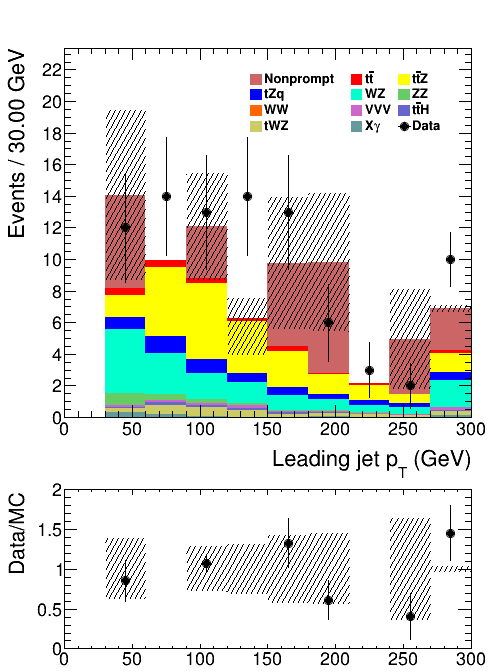 Events / 30.00 GeV
22
20
18
16
14
12
10
8
6
4
2
0
Nonprompt
tt̄
tt̄Z
tZq
WZ
ZZ
WW
VVV
tt̄H
tWZ
Xγ
Data
0 50 100 150 200 250 300
Leading jet p_T (GeV)
Data/MC
2
1.5
1
0.5
0
0 50 100 150 200 250 300